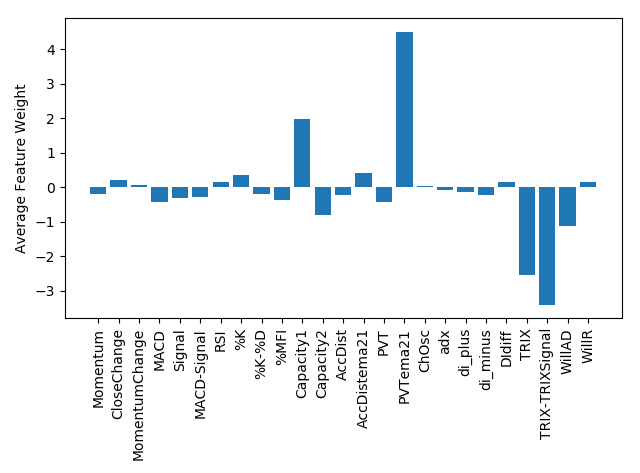 Average Feature Weight
4
3
2
1
0
−1
−2
−3
Momentum
CloseChange
MomentumChange
MACD
Signal
MACD-Signal
RSI
%K
%K-%D
%MFI
Capacity1
Capacity2
AccDist
AccDistema21
PVT
PVTema21
ChOsc
adx
di_plus
di_minus
DIdiff
TRIX
TRIX-TRIXSignal
WillAD
WillR